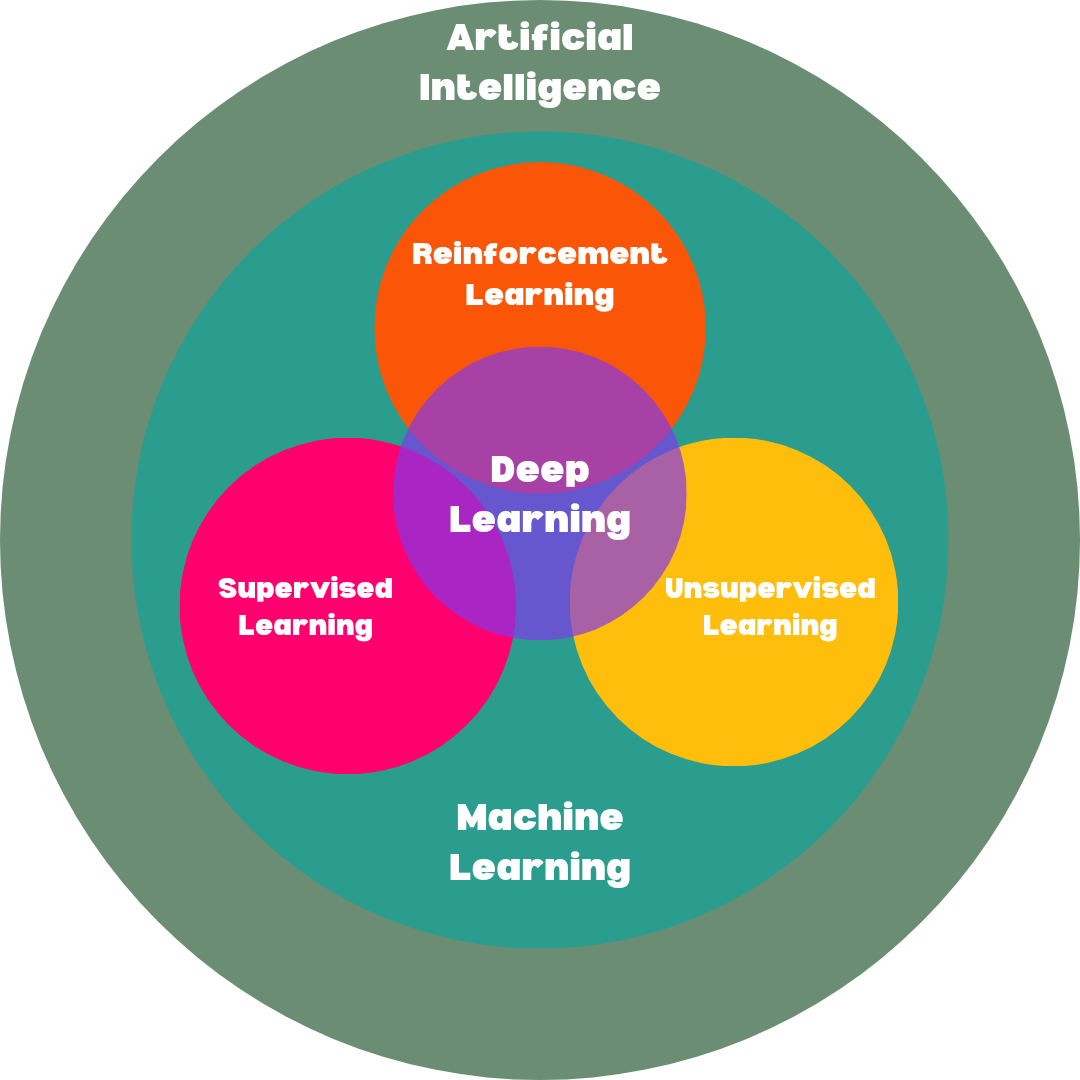 Artificial
Intelligence
Reinforcement
Learning
Deep
Learning
Supervised
Learning
Unsupervised
Learning
Machine
Learning